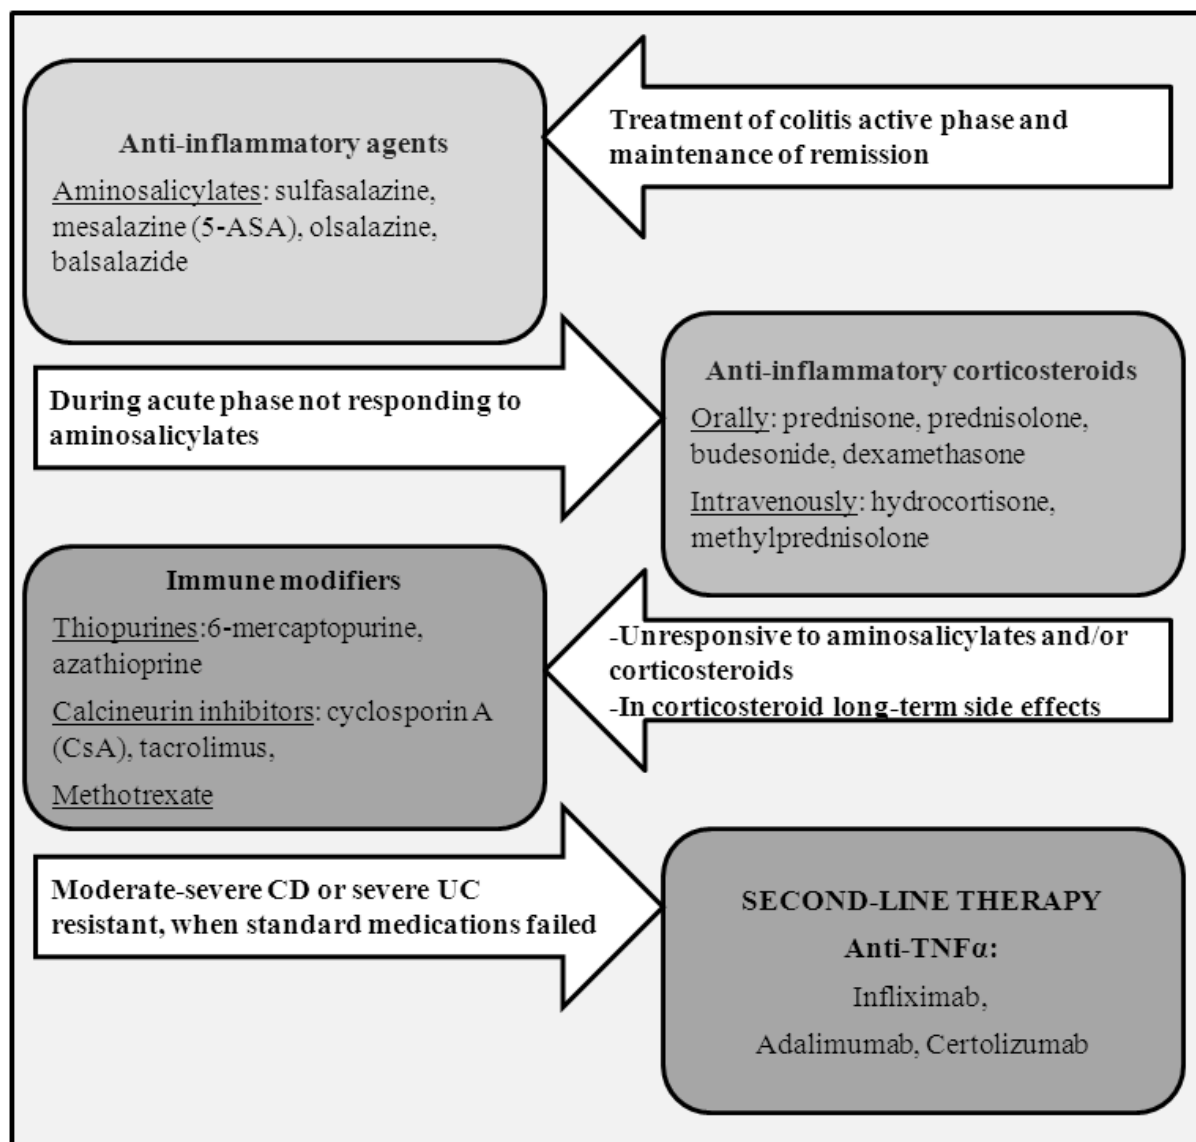 Treatment of colitis active phase and
maintenance of remission
Anti-inflammatory agents
Aminosalicylates: sulfasalazine,
mesalazine (5-ASA), olsalazine,
balsalazide
During acute phase not responding to
aminosalicylates
Anti-inflammatory corticosteroids
Orally: prednisone, prednisolone,
budesonide, dexamethasone
Intravenously: hydrocortisone,
methylprednisolone
-Unresponsive to aminosalicylates and/or
corticosteroids
-In corticosteroid long-term side effects
Immune modifiers
Thiopurines:6-mercaptopurine,
azathioprine
Calcineurin inhibitors: cyclosporin A
(CsA), tacrolimus,
Methotrexate
Moderate-severe CD or severe UC
resistant, when standard medications failed
SECOND-LINE THERAPY
Anti-TNFα:
Infliximab,
Adalimumab, Certolizumab